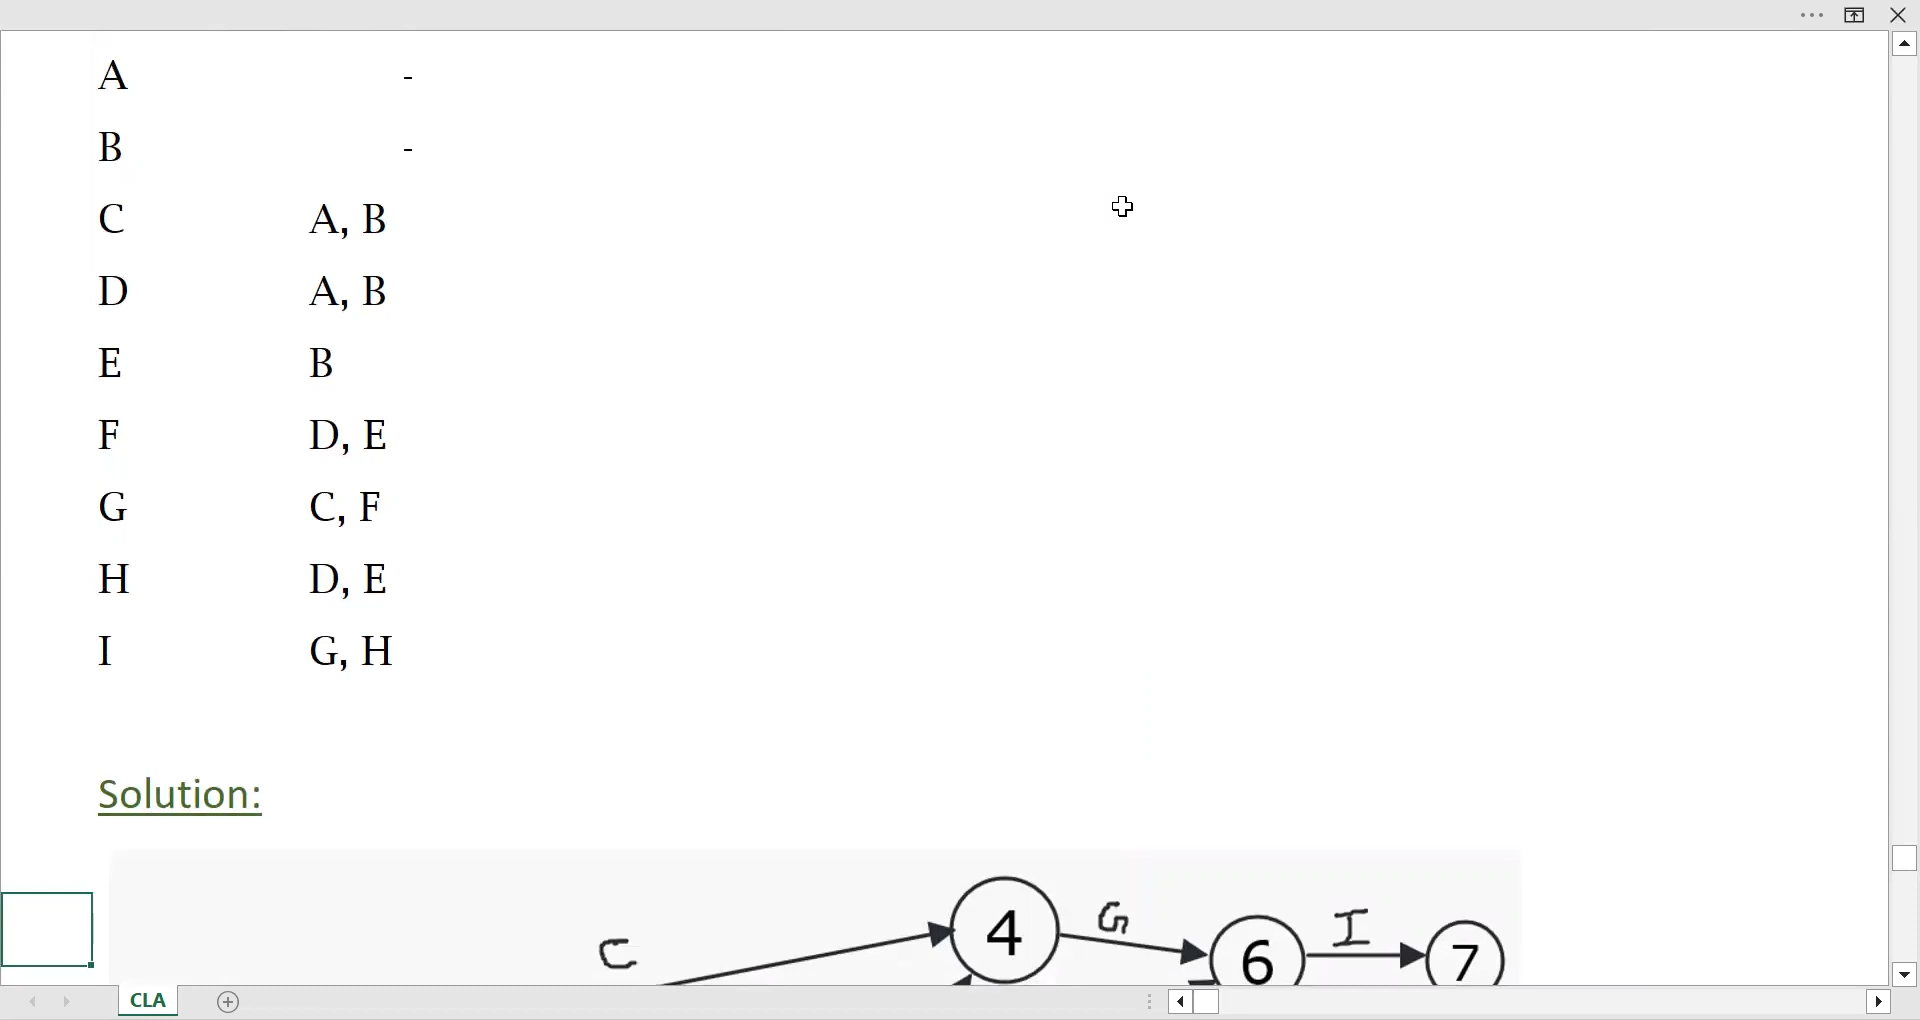 A -
B -
C A, B
D A, B
E B
F D, E
G C, F
H D, E
I G, H
Solution:
C 4 G 6 I 7
CLA